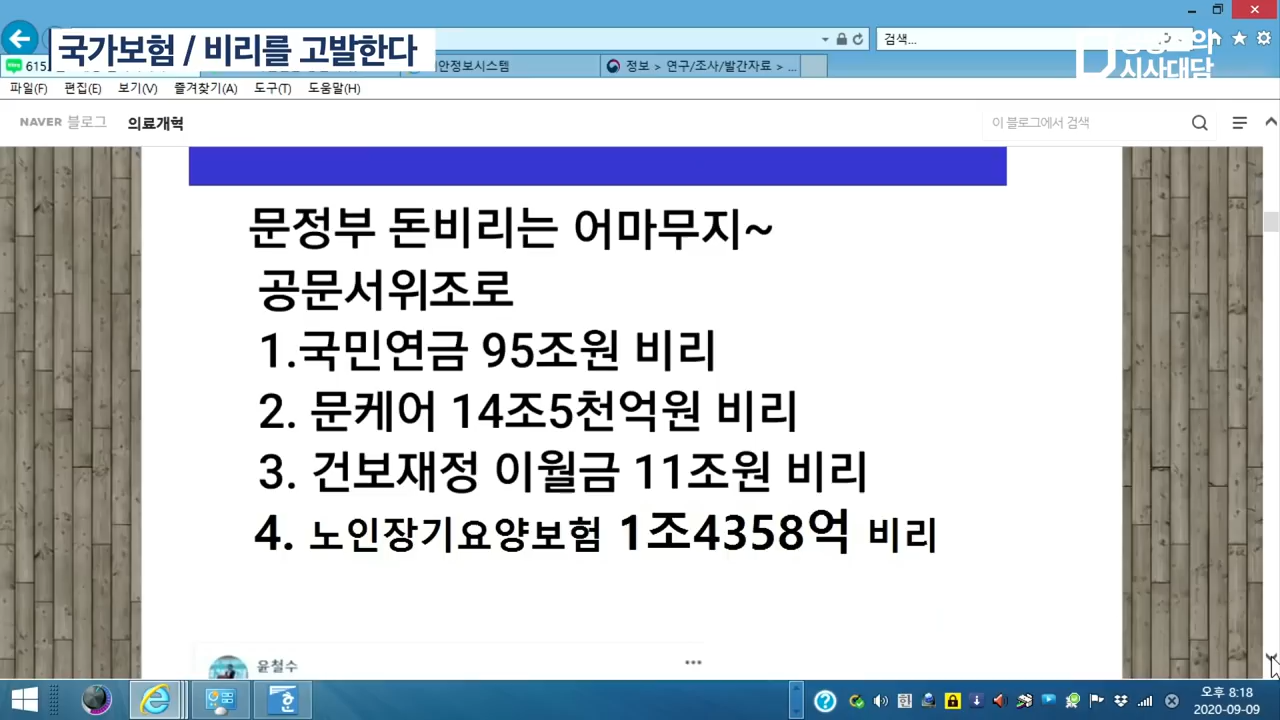 국가보험 / 비리를 고발한다
시사대담
검색...
안정보시스템
정보 > 연구/조사/발간자료 > ...
파일(F) 편집(E) 보기(V) 즐겨찾기(A) 도구(T) 도움말(H)
NAVER 블로그 의료개혁
이 블로그에서 검색
문정부 돈비리는 어마무지~
공문서위조로
1.국민연금 95조원 비리
2. 문케어 14조5천억원 비리
3. 건보재정 이월금 11조원 비리
4. 노인장기요양보험 1조4358억 비리
윤철수
오후 8:18
2020-09-09